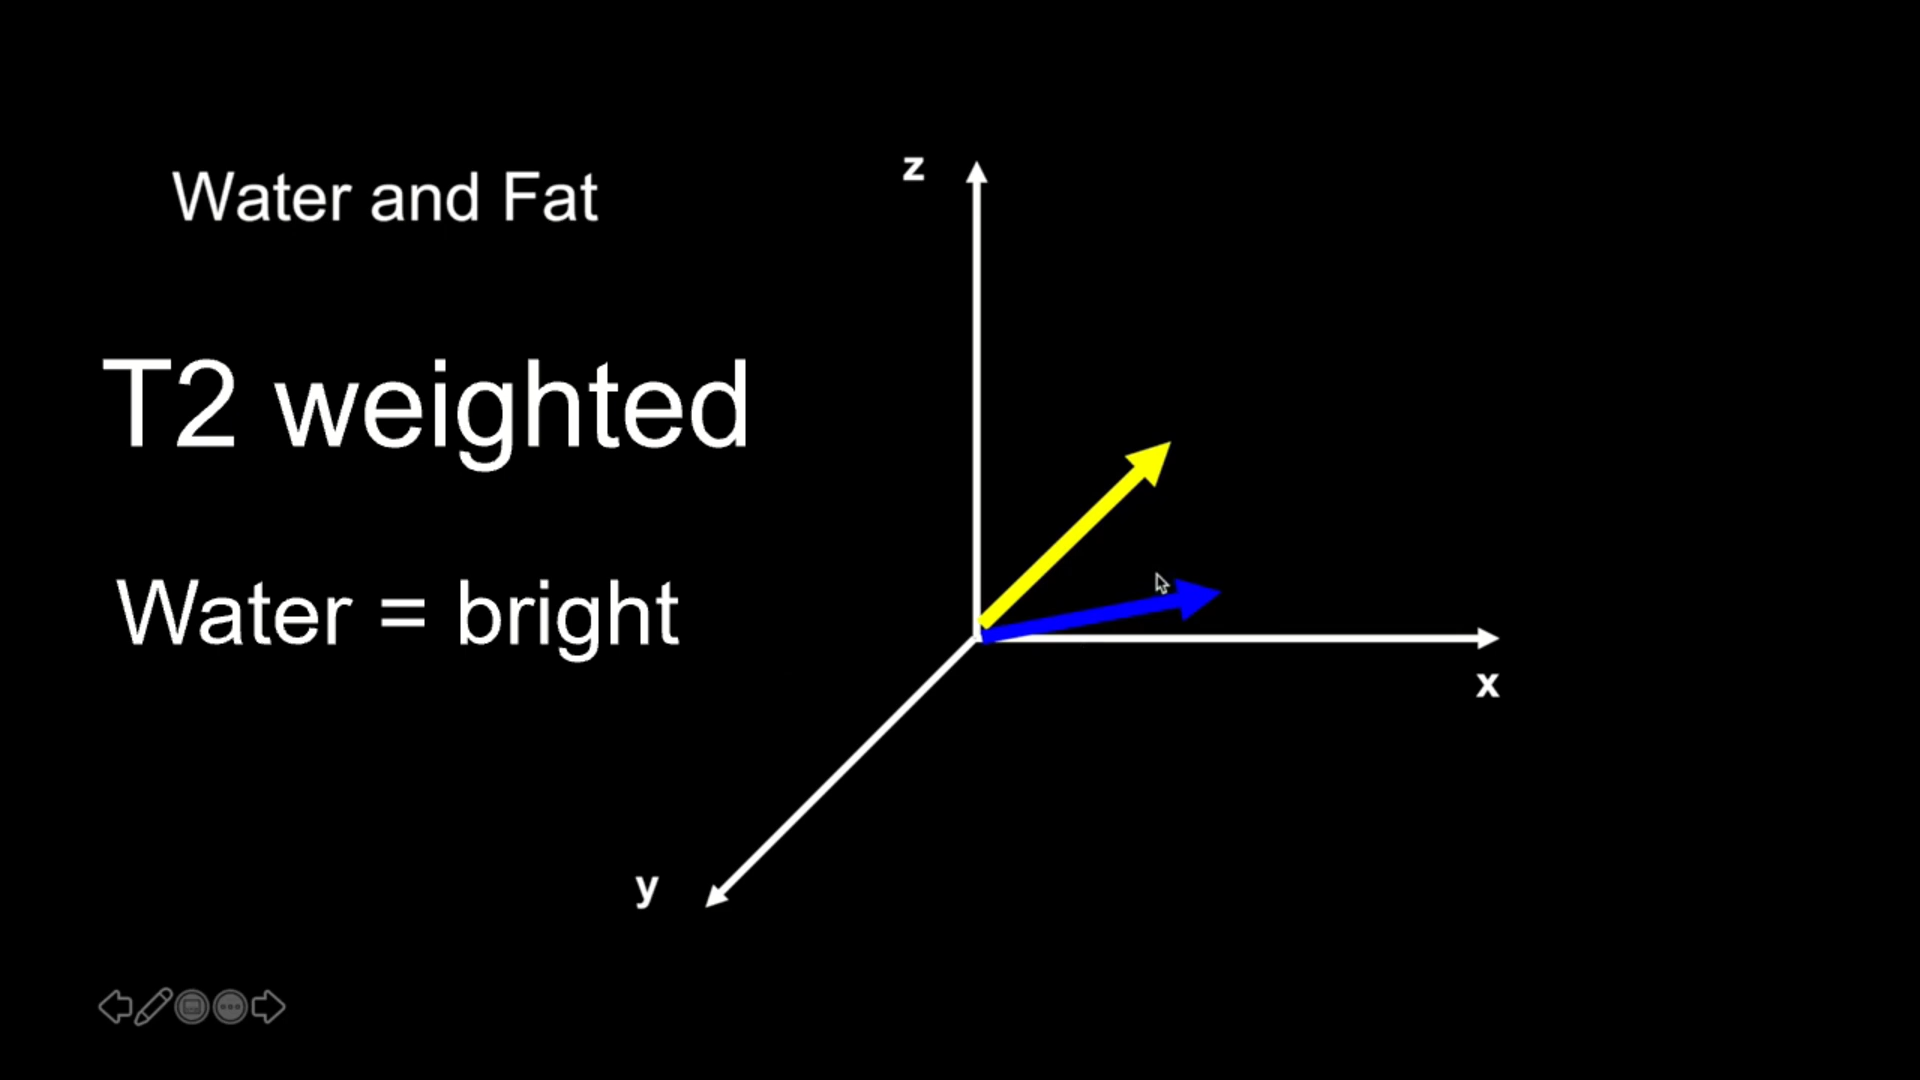 Water and Fat
T2 weighted
Water = bright
z
x
y